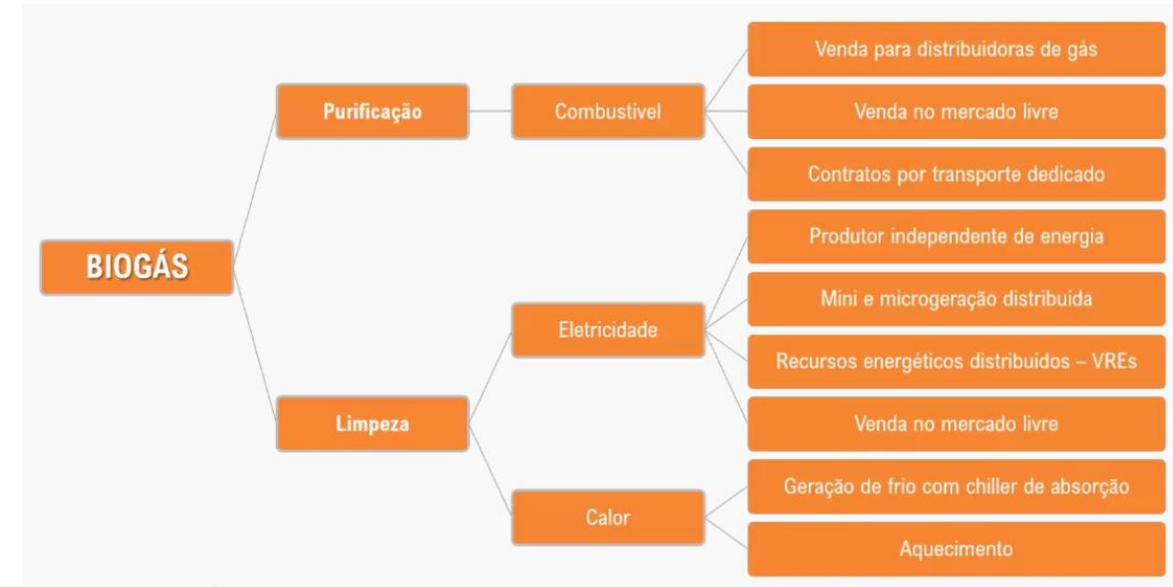 BIOGÁS
Purificação
Combustível
Venda para distribuidoras de gás
Venda no mercado livre
Contratos por transporte dedicado
Limpeza
Eletricidade
Produtor independente de energia
Mini e microgeração distribuída
Recursos energéticos distribuídos – VREs
Venda no mercado livre
Calor
Geração de frio com chiller de absorção
Aquecimento